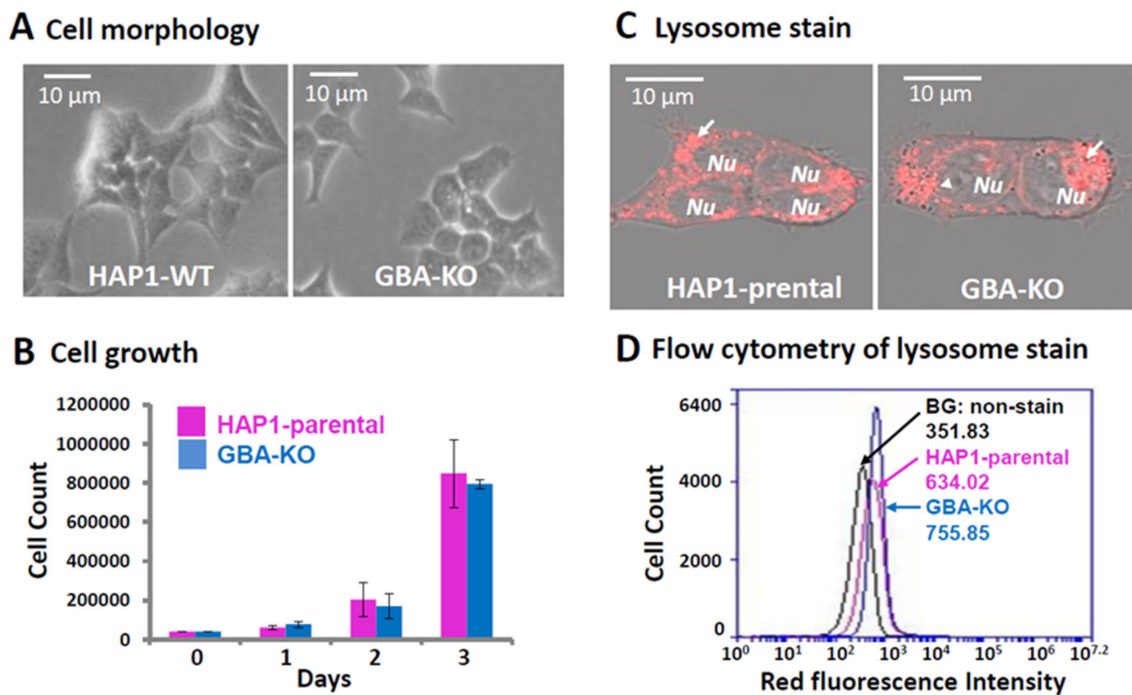 A Cell morphology
10 µm
10 µm
HAP1-WT
GBA-KO
B Cell growth
1200000
1000000
800000
600000
400000
200000
0
Cell Count
HAP1-parental
GBA-KO
0 1 2 3
Days
C Lysosome stain
10 µm
10 µm
Nu
Nu
Nu
Nu
Nu
Nu
HAP1-prental
GBA-KO
D Flow cytometry of lysosome stain
6400
4000
2000
0
Cell Count
BG: non-stain
351.83
HAP1-parental
634.02
GBA-KO
755.85
10⁰ 10¹ 10² 10³ 10⁴ 10⁵ 10⁶ 10⁷·²
Red fluorescence Intensity